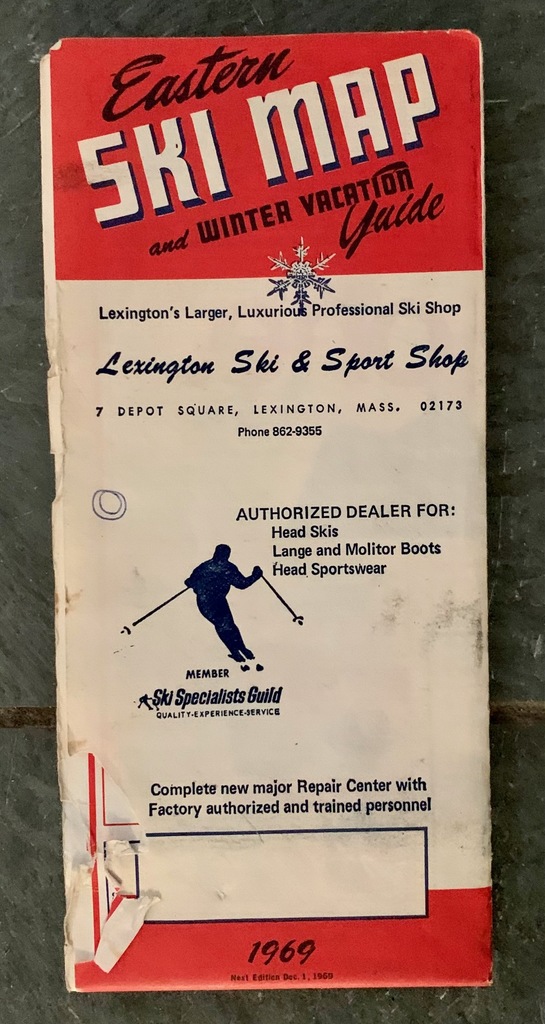 Eastern
SKI MAP
and WINTER VACATION
Guide
Lexington's Larger, Luxurious Professional Ski Shop
Lexington Ski & Sport Shop
7 DEPOT SQUARE, LEXINGTON, MASS. 02173
Phone 862-9355
AUTHORIZED DEALER FOR:
Head Skis
Lange and Molitor Boots
Head Sportswear
MEMBER
Ski Specialists Guild
QUALITY-EXPERIENCE-SERVICE
Complete new major Repair Center with
Factory authorized and trained personnel
1969
Next Edition Dec. 1, 1969